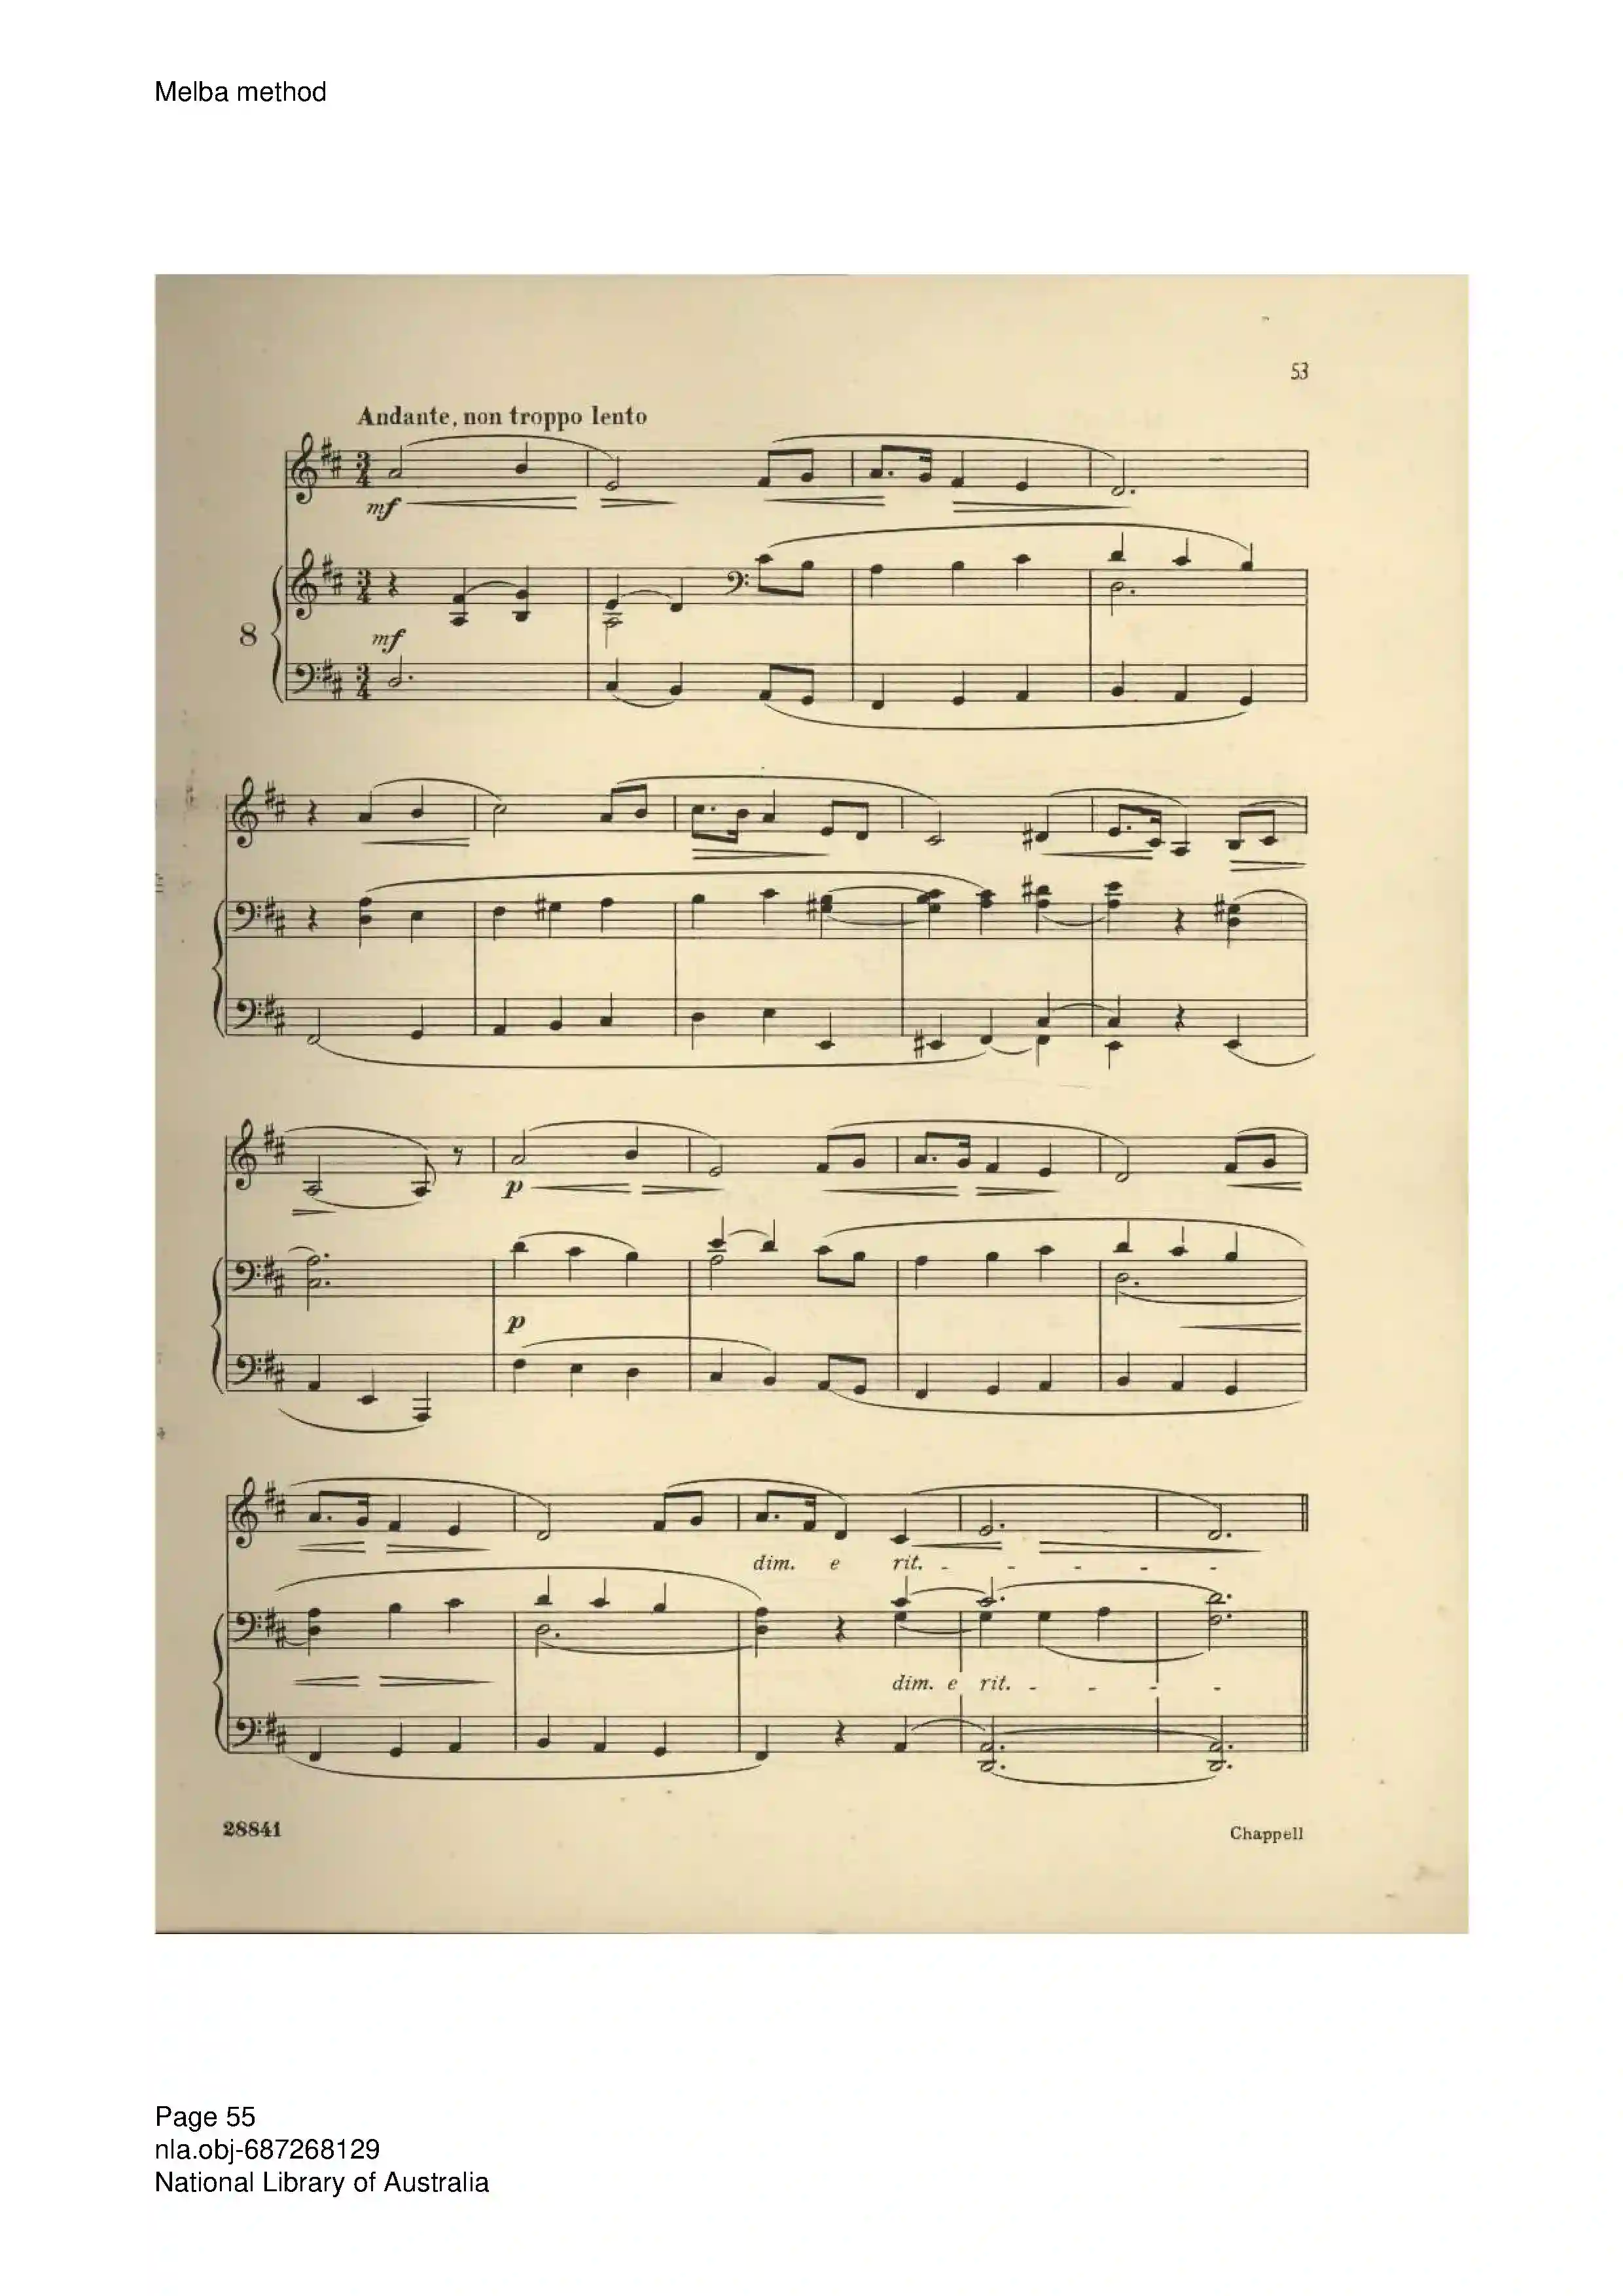 Melba method
53
Andante, non troppo lento
mf
8
mf
p
p
dim. e rit. - - - - -
dim. e rit. - - - -
28841
Chappell
Page 55
nla.obj-687268129
National Library of Australia